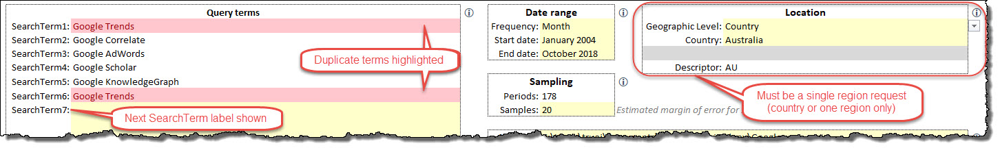 Query terms
SearchTerm1: Google Trends
SearchTerm2: Google Correlate
SearchTerm3: Google AdWords
SearchTerm4: Google Scholar
SearchTerm5: Google KnowledgeGraph
SearchTerm6: Google Trends
SearchTerm7:
Duplicate terms highlighted
Next SearchTerm label shown
Date range
Frequency: Month
Start date: January 2004
End date: October 2018
Sampling
Periods: 178
Samples: 20
Estimated margin of error for
Location
Geographic Level: Country
Country: Australia
Descriptor: AU
Must be a single region request
(country or one region only)